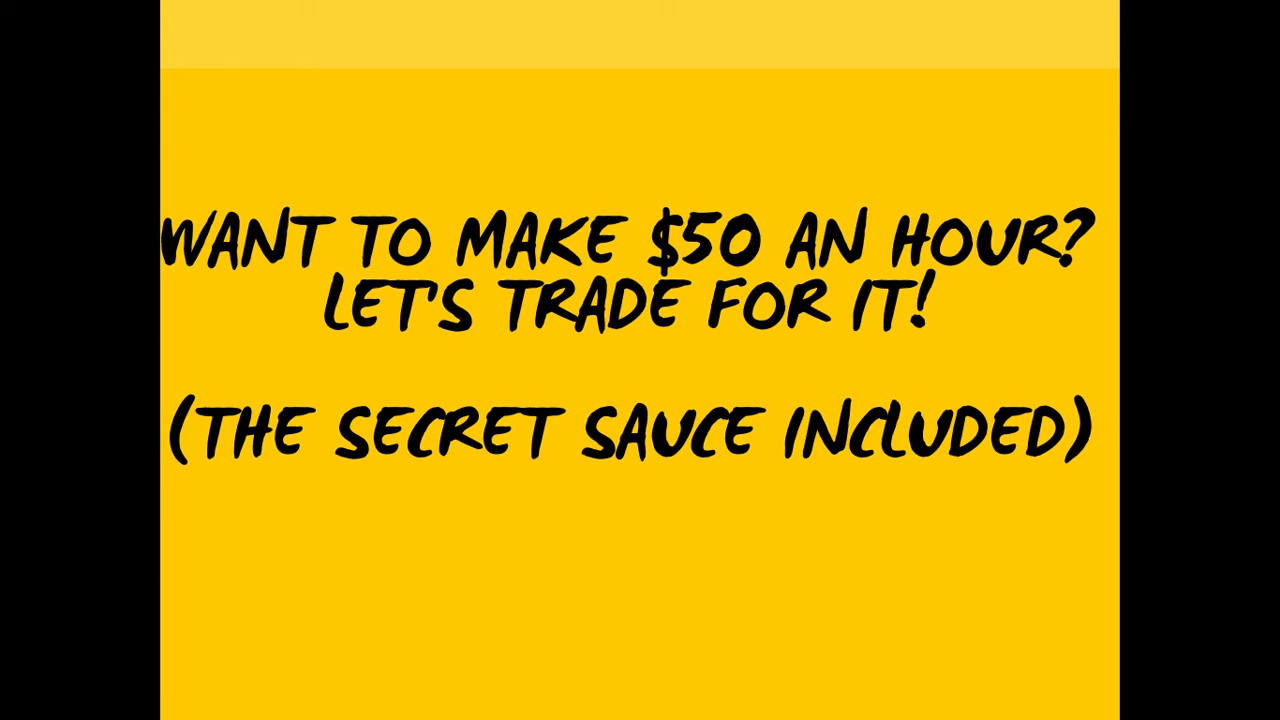 WANT TO MAKE $50 AN HOUR?
LET'S TRADE FOR IT!
(THE SECRET SAUCE INCLUDED)